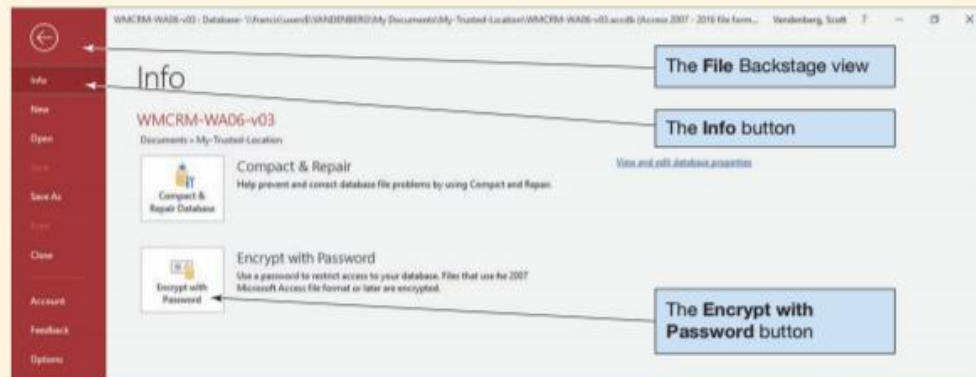 WMCRM-WA06-v03 : Database- \\francis\users\E\VANDENBERG\My Documents\My-Trusted-Location\WMCRM-WA06-v03.accdb (Access 2007 - 2016 file form... Vandenberg, Scott ? – X
The File Backstage view
Info
Info
The Info button
New
WMCRM-WA06-v03
Open
Documents » My-Trusted-Location
Save
Compact & Repair
View and edit database properties
Help prevent and correct database file problems by using Compact and Repair.
Save As
Compact &
Repair Database
Print
Close
Encrypt with Password
Use a password to restrict access to your database. Files that use the 2007
Microsoft Access file format or later are encrypted.
Encrypt with
Password
Account
The Encrypt with
Password button
Feedback
Options